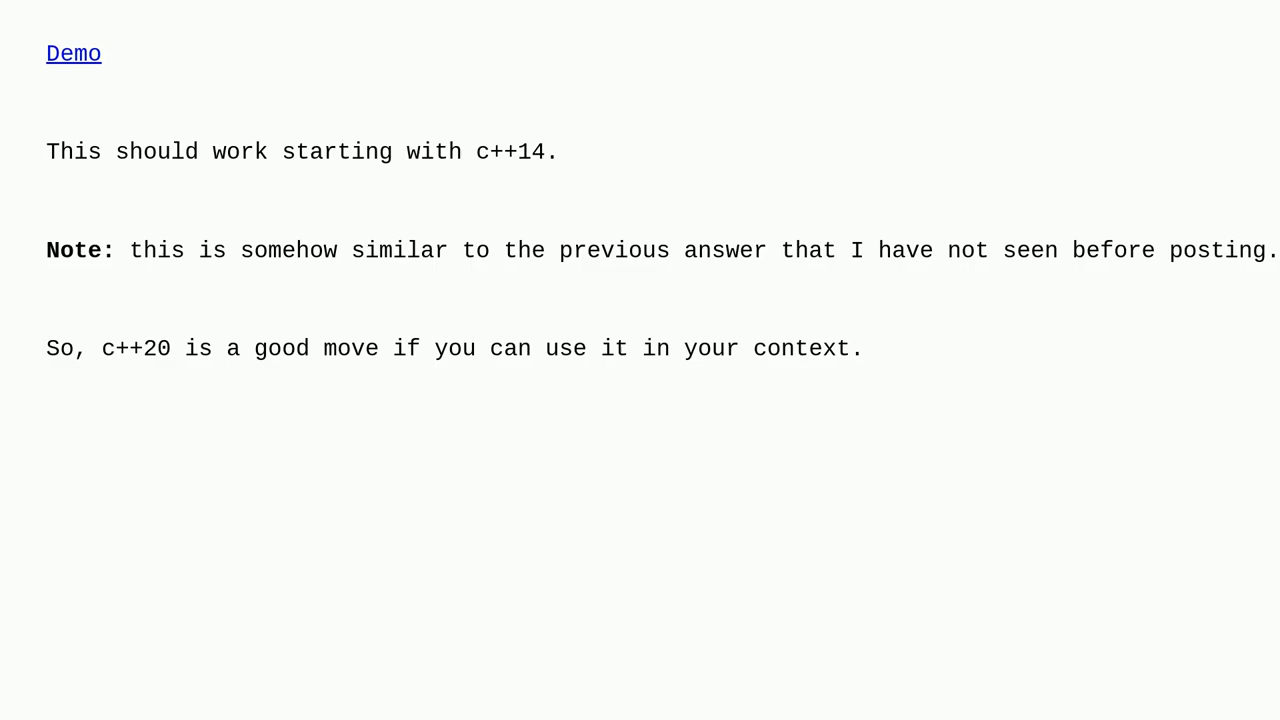 Demo
This should work starting with c++14.
Note: this is somehow similar to the previous answer that I have not seen before posting.
So, c++20 is a good move if you can use it in your context.